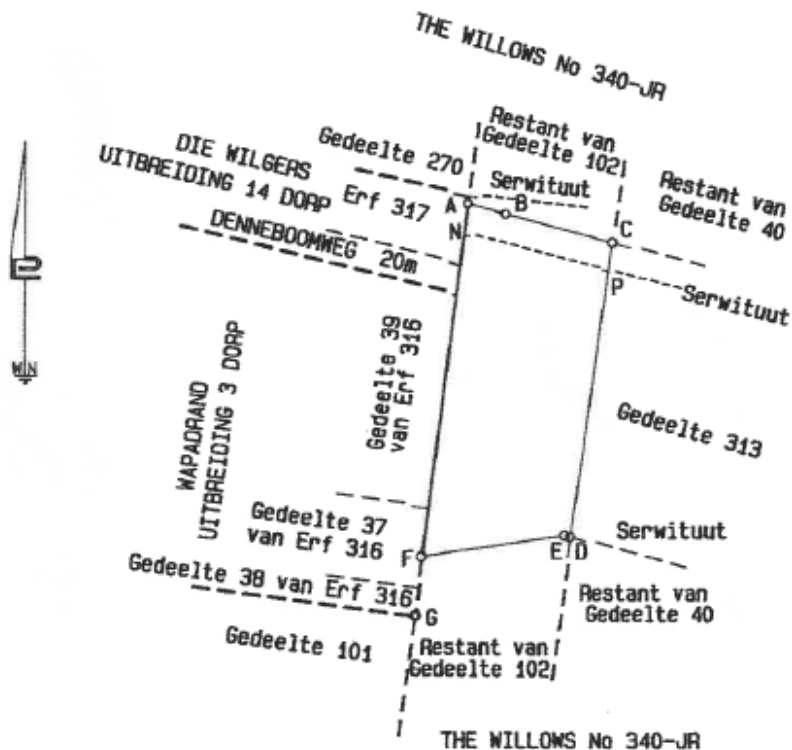 THE WILLOWS No 340-JR
Restant van
Gedeelte 102
Gedeelte 270
DIE WILGERS
UITBREIDING 14 DORP
Erf 317
Serwituut
Restant van
Gedeelte 40
A
B
C
N
P
DENNEBOOMWEG 20m
Serwituut
Gedeelte 39
van Erf 316
WAPADRAND
UITBREIDING 3 DORP
Gedeelte 313
Gedeelte 37
van Erf 316
F
E
D
Serwituut
Gedeelte 38 van Erf 316
G
Restant van
Gedeelte 40
Gedeelte 101
Restant van
Gedeelte 102
THE WILLOWS No 340-JR